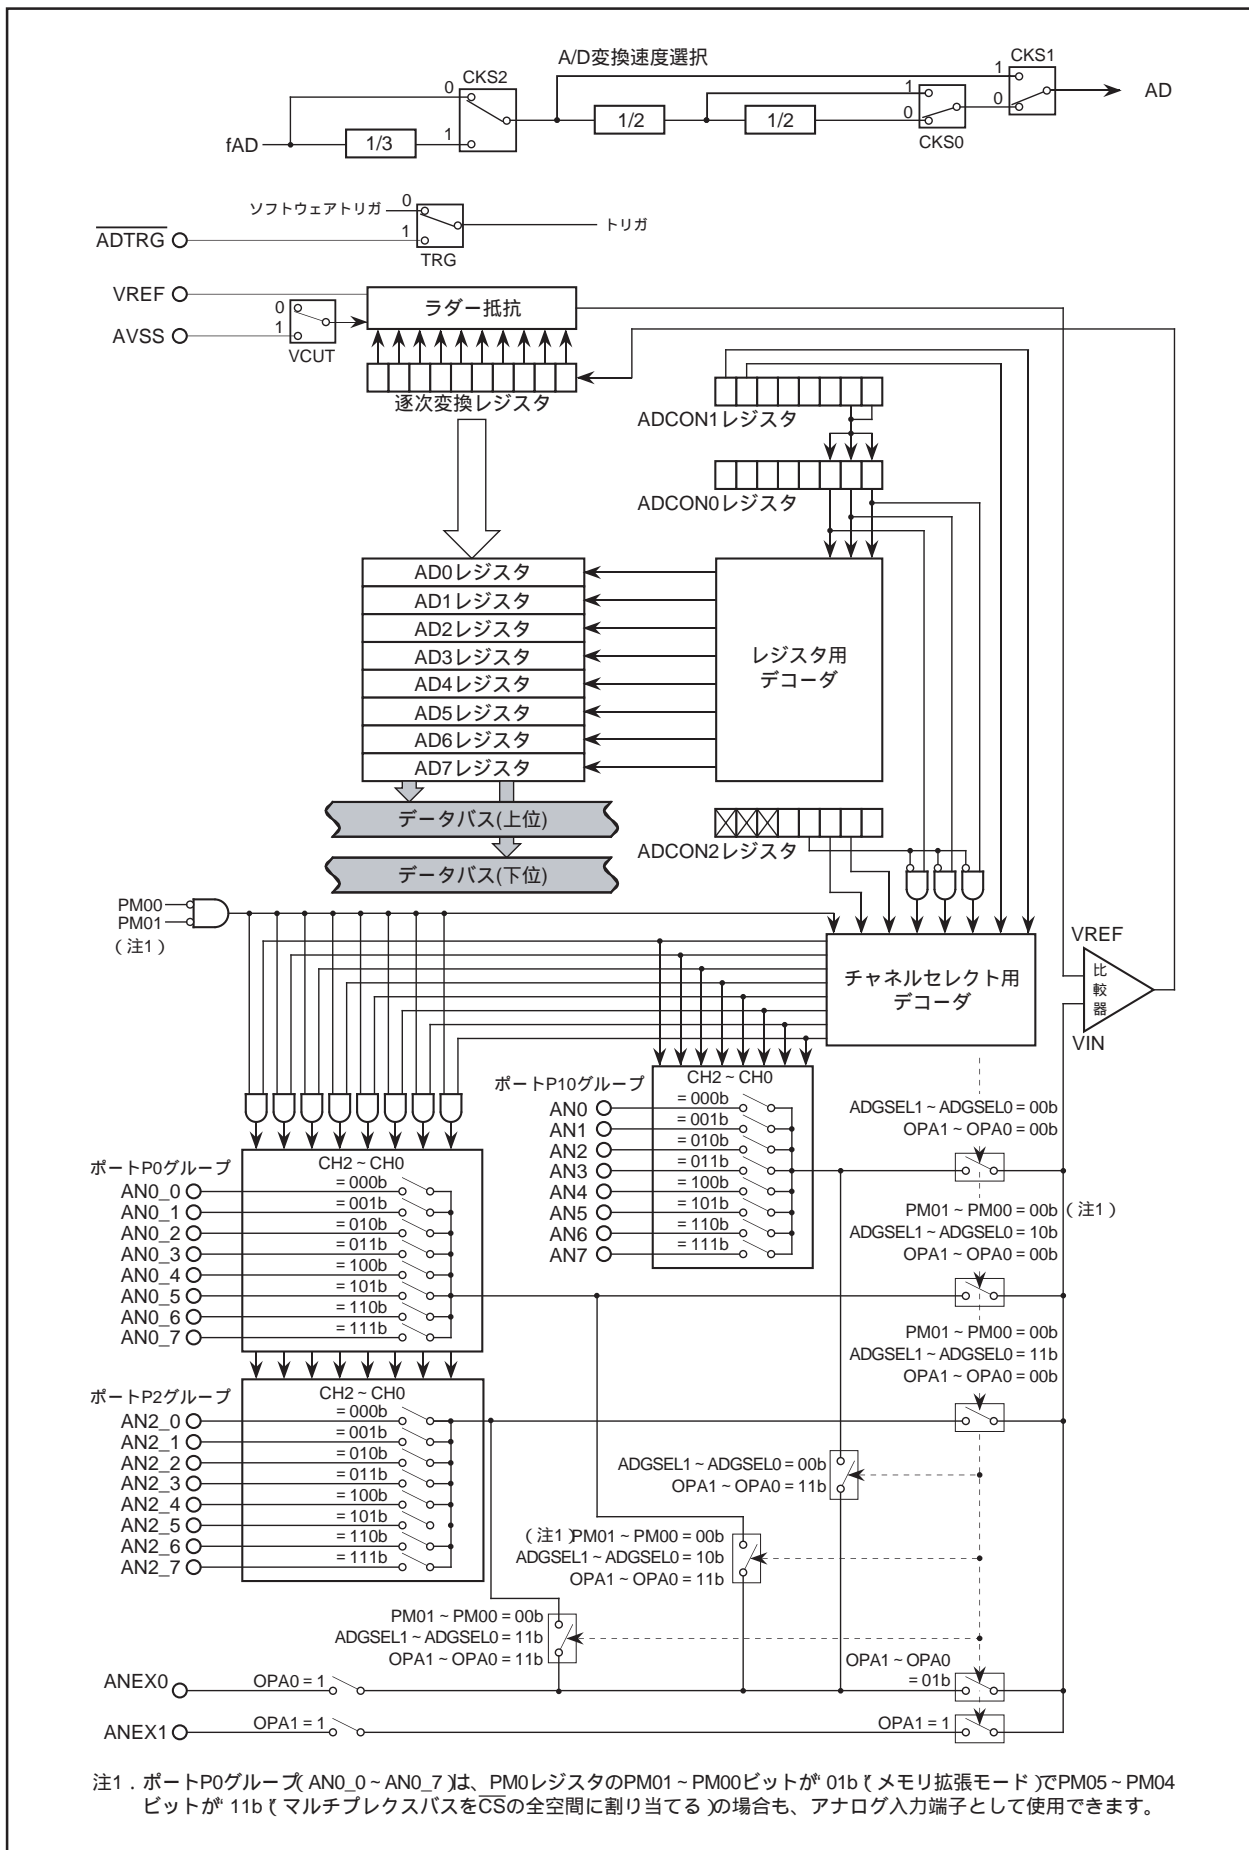 A/D変換速度選択
CKS2
CKS1
0
1
1
0
1
0
fAD
1/3
1/2
1/2
CKS0
AD
ソフトウェアトリガ
0
1
トリガ
ADTRG
TRG
VREF
AVSS
0
1
VCUT
ラダー抵抗
逐次変換レジスタ
ADCON1レジスタ
ADCON0レジスタ
AD0レジスタ
AD1レジスタ
AD2レジスタ
AD3レジスタ
AD4レジスタ
AD5レジスタ
AD6レジスタ
AD7レジスタ
レジスタ用
デコーダ
データバス(上位)
データバス(下位)
ADCON2レジスタ
PM00
PM01
(注1)
チャネルセレクト用
デコーダ
VREF
比較器
VIN
ポートP10グループ
CH2~CH0
AN0 = 000b
AN1 = 001b
AN2 = 010b
AN3 = 011b
AN4 = 100b
AN5 = 101b
AN6 = 110b
AN7 = 111b
ADGSEL1~ADGSEL0 = 00b
OPA1~OPA0 = 00b
ポートP0グループ
CH2~CH0
AN0_0 = 000b
AN0_1 = 001b
AN0_2 = 010b
AN0_3 = 011b
AN0_4 = 100b
AN0_5 = 101b
AN0_6 = 110b
AN0_7 = 111b
PM01~PM00 = 00b(注1)
ADGSEL1~ADGSEL0 = 10b
OPA1~OPA0 = 00b
PM01~PM00 = 00b
ADGSEL1~ADGSEL0 = 11b
OPA1~OPA0 = 00b
ポートP2グループ
CH2~CH0
AN2_0 = 000b
AN2_1 = 001b
AN2_2 = 010b
AN2_3 = 011b
AN2_4 = 100b
AN2_5 = 101b
AN2_6 = 110b
AN2_7 = 111b
ADGSEL1~ADGSEL0 = 00b
OPA1~OPA0 = 11b
(注1)PM01~PM00 = 00b
ADGSEL1~ADGSEL0 = 10b
OPA1~OPA0 = 11b
PM01~PM00 = 00b
ADGSEL1~ADGSEL0 = 11b
OPA1~OPA0 = 11b
OPA1~OPA0
= 01b
ANEX0 OPA0 = 1
ANEX1 OPA1 = 1
OPA1 = 1
注1.ポートP0グループ(AN0_0~AN0_7)は、PM0レジスタのPM01~PM00ビットが“01b”(メモリ拡張モード)でPM05~PM04
ビットが“11b”(マルチプレクスバスをCSの全空間に割り当てる)の場合も、アナログ入力端子として使用できます。